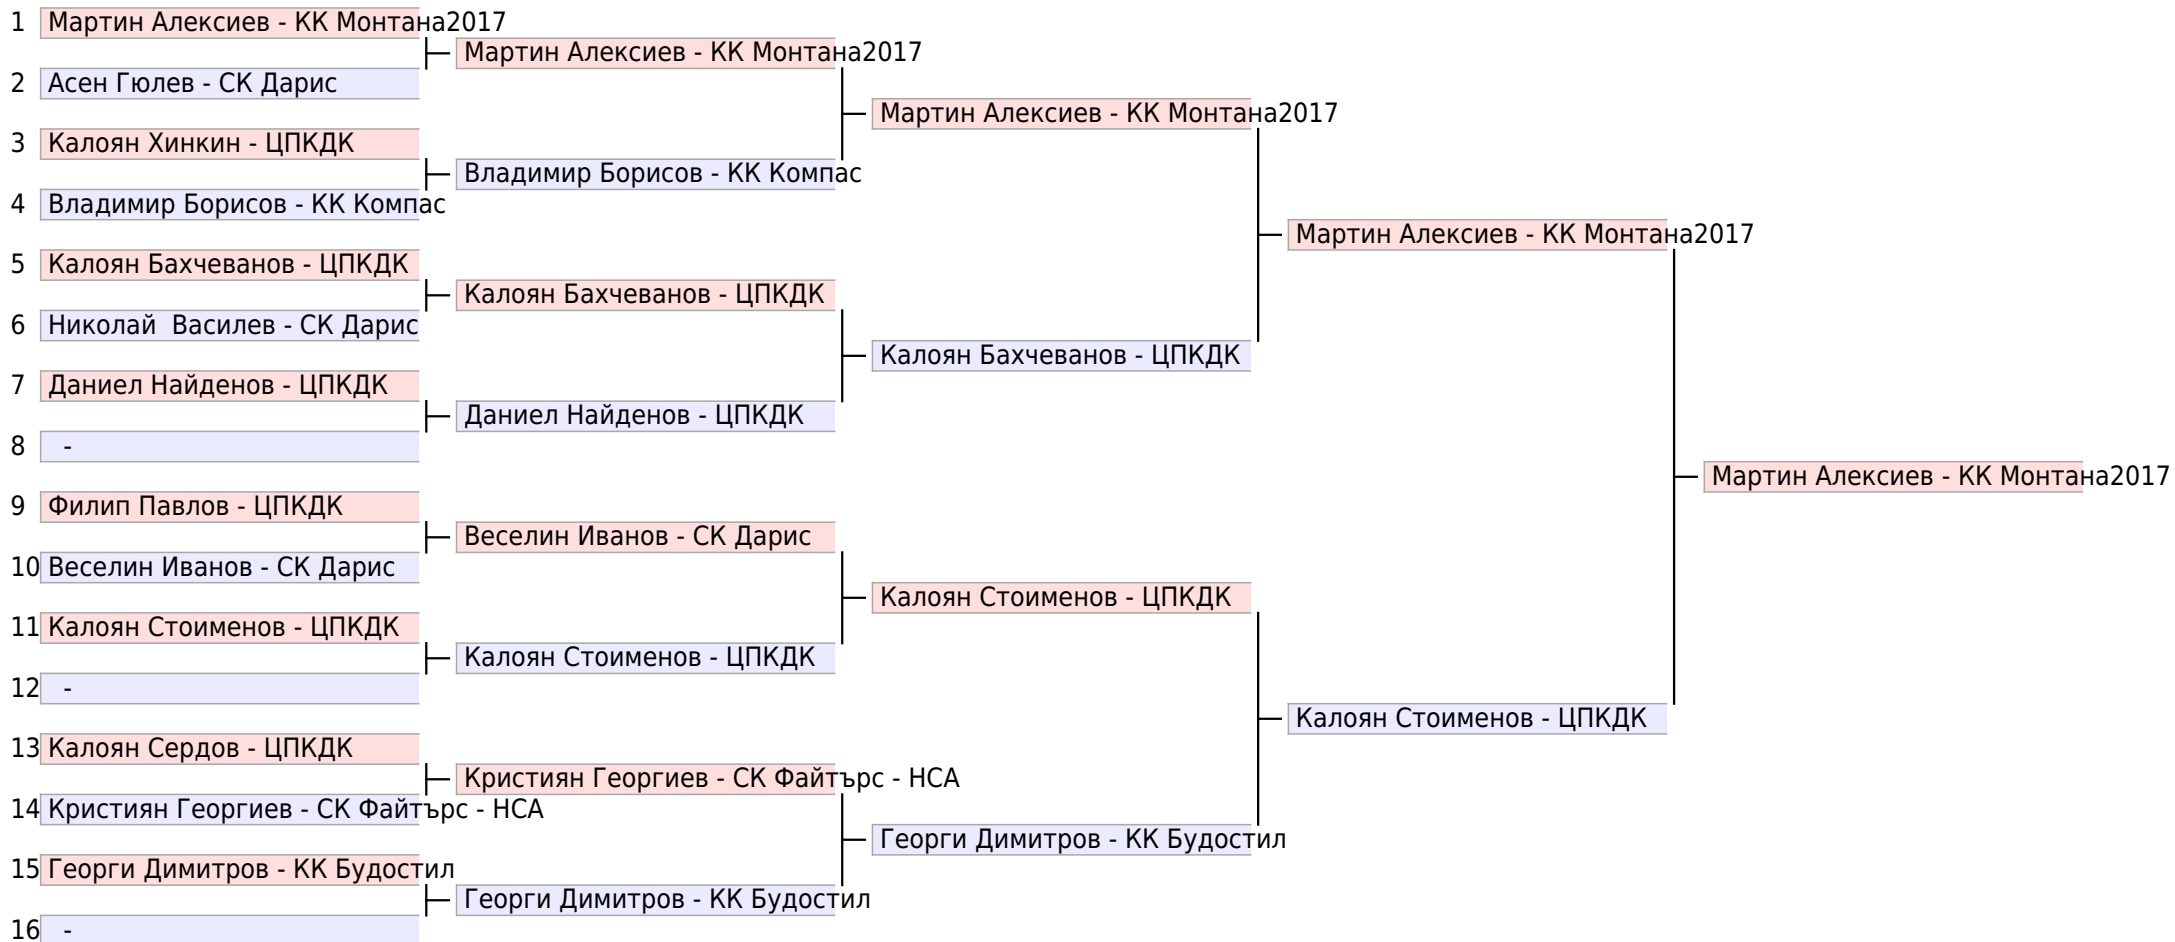 1 Мартин Алексиев - КК Монтана2017
Мартин Алексиев - КК Монтана2017
2 Асен Гюлев - СК Дарис
Мартин Алексиев - КК Монтана2017
3 Калоян Хинкин - ЦПКДК
Владимир Борисов - КК Компас
4 Владимир Борисов - КК Компас
Мартин Алексиев - КК Монтана2017
5 Калоян Бахчеванов - ЦПКДК
Калоян Бахчеванов - ЦПКДК
6 Николай  Василев - СК Дарис
Калоян Бахчеванов - ЦПКДК
7 Даниел Найденов - ЦПКДК
Даниел Найденов - ЦПКДК
8 -
Мартин Алексиев - КК Монтана2017
9 Филип Павлов - ЦПКДК
Веселин Иванов - СК Дарис
10 Веселин Иванов - СК Дарис
Калоян Стоименов - ЦПКДК
11 Калоян Стоименов - ЦПКДК
Калоян Стоименов - ЦПКДК
12 -
Калоян Стоименов - ЦПКДК
13 Калоян Сердов - ЦПКДК
Кристиян Георгиев - СК Файтърс - НСА
14 Кристиян Георгиев - СК Файтърс - НСА
Георги Димитров - КК Будостил
15 Георги Димитров - КК Будостил
Георги Димитров - КК Будостил
16 -